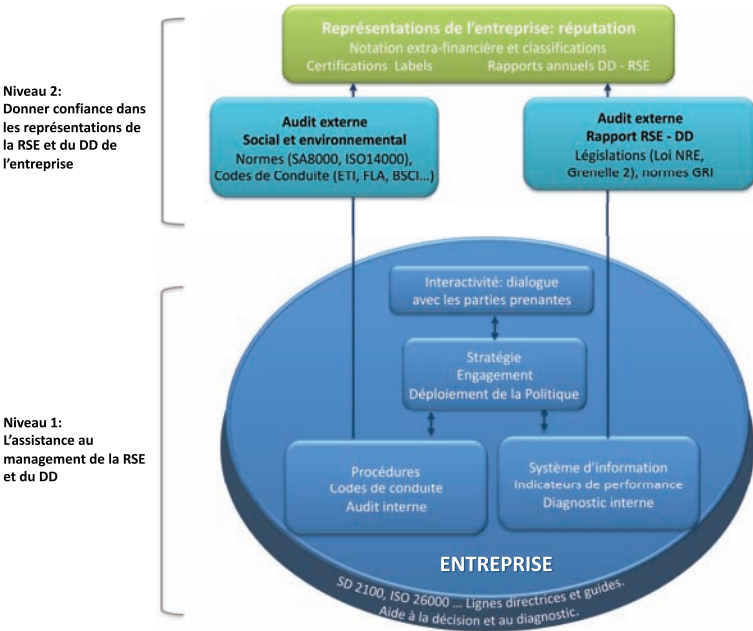 Représentations de l'entreprise: réputation
Notation extra-financière et classifications
Certifications Labels Rapports annuels DD - RSE
Niveau 2:
Donner confiance dans
les représentations de
la RSE et du DD de
l'entreprise
Audit externe
Social et environnemental
Normes (SA8000, ISO14000),
Codes de Conduite (ETI, FLA, BSCI...)
Audit externe
Rapport RSE - DD
Législations (Loi NRE,
Grenelle 2), normes GRI
Niveau 1:
L'assistance au
management de la RSE
et du DD
Interactivité: dialogue
avec les parties prenantes
Stratégie
Engagement
Déploiement de la Politique
Procédures
Codes de conduite
Audit interne
Système d'information
Indicateurs de performance
Diagnostic interne
ENTREPRISE
SD 2100, ISO 26000 ... Lignes directrices et guides.
Aide à la décision et au diagnostic.